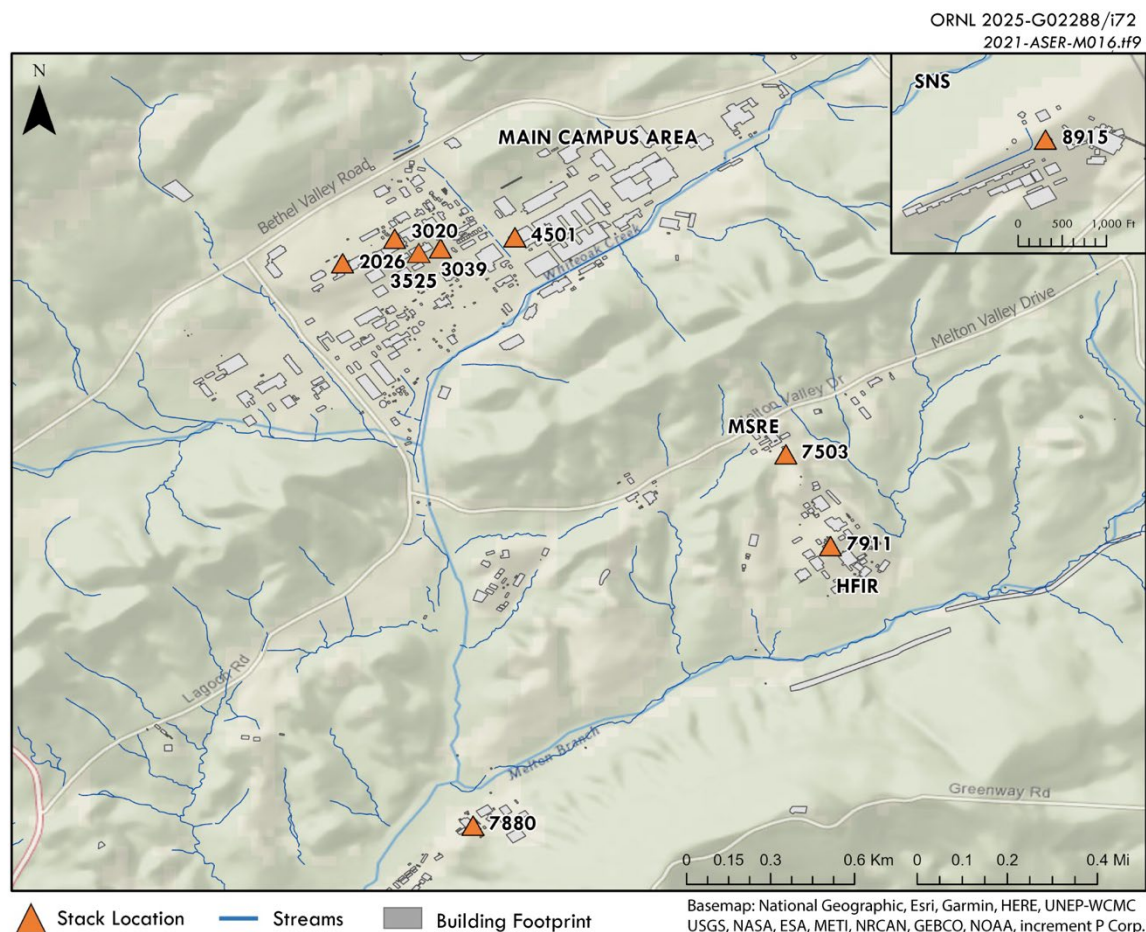 ORNL 2025-G02288/i72
2021-ASER-M016.tf9
N
SNS
8915
0 500 1,000 Ft
MAIN CAMPUS AREA
Bethel Valley Road
3020
4501
2026
3039
3525
Whiteoak Creek
Melton Valley Drive
Melton Valley Dr
MSRE
7503
7911
HFIR
Lagoon Rd
Melton Branch
Greenway Rd
7880
0 0.15 0.3 0.6 Km 0 0.1 0.2 0.4 Mi
Stack Location Streams Building Footprint
Basemap: National Geographic, Esri, Garmin, HERE, UNEP-WCMC
USGS, NASA, ESA, METI, NRCAN, GEBCO, NOAA, increment P Corp